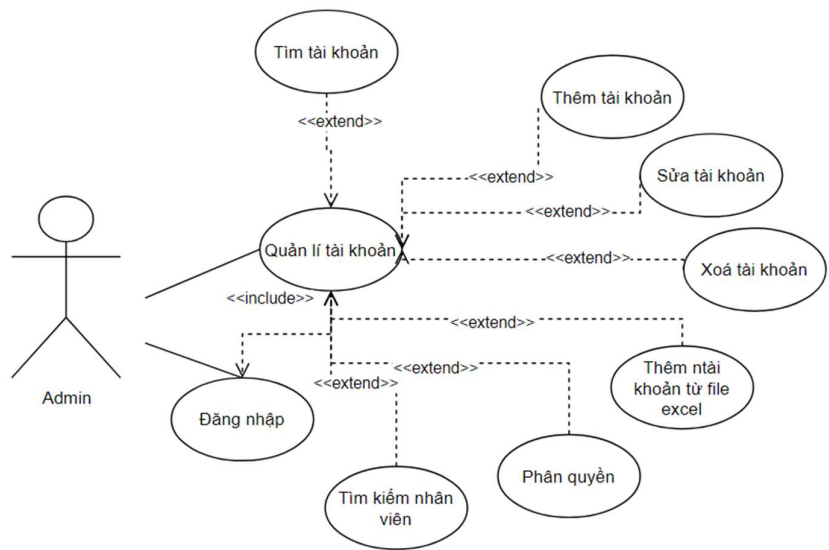 Tìm tài khoản
<<extend>>
Thêm tài khoản
<<extend>>
Sửa tài khoản
<<extend>>
Quản lí tài khoản
<<extend>>
Xoá tài khoản
<<include>>
<<extend>>
Admin
<<extend>>
<<extend>>
Thêm ntài
khoản từ file
excel
Đăng nhập
Phân quyền
Tìm kiếm nhân
viên